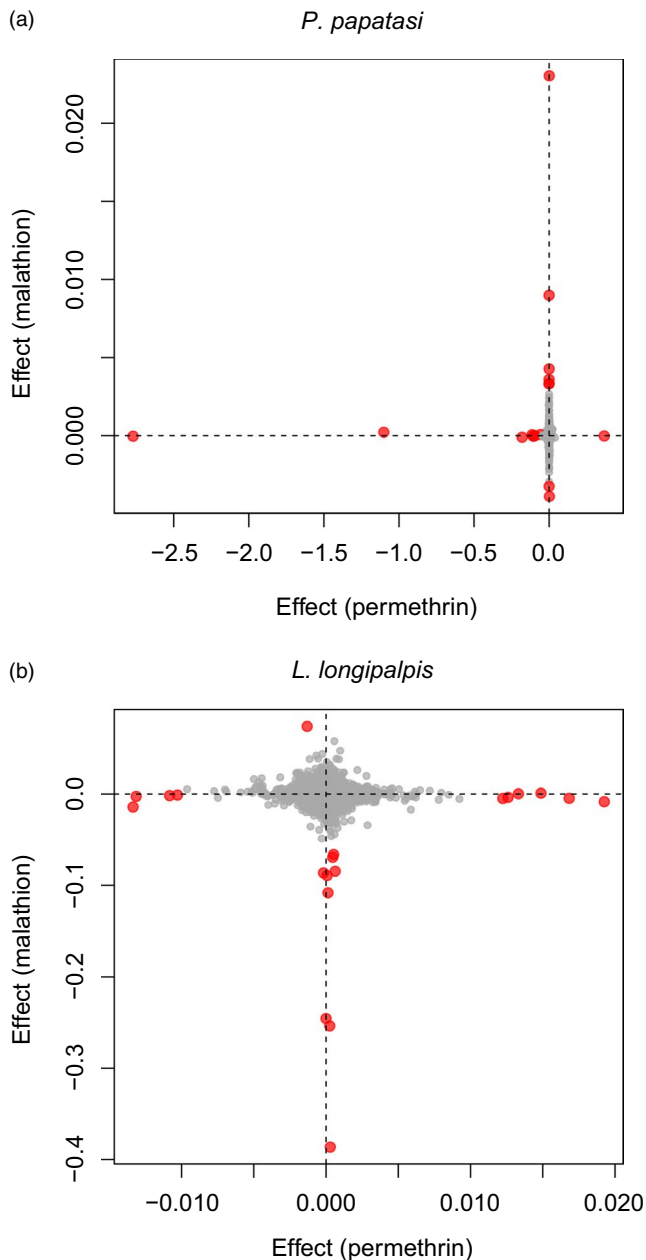 (a)
P. papatasi
Effect (malathion)
0.020
0.010
0.000
−2.5 −2.0 −1.5 −1.0 −0.5 0.0
Effect (permethrin)
(b)
L. longipalpis
Effect (malathion)
0.0
−0.1
−0.2
−0.3
−0.4
−0.010 0.000 0.010 0.020
Effect (permethrin)